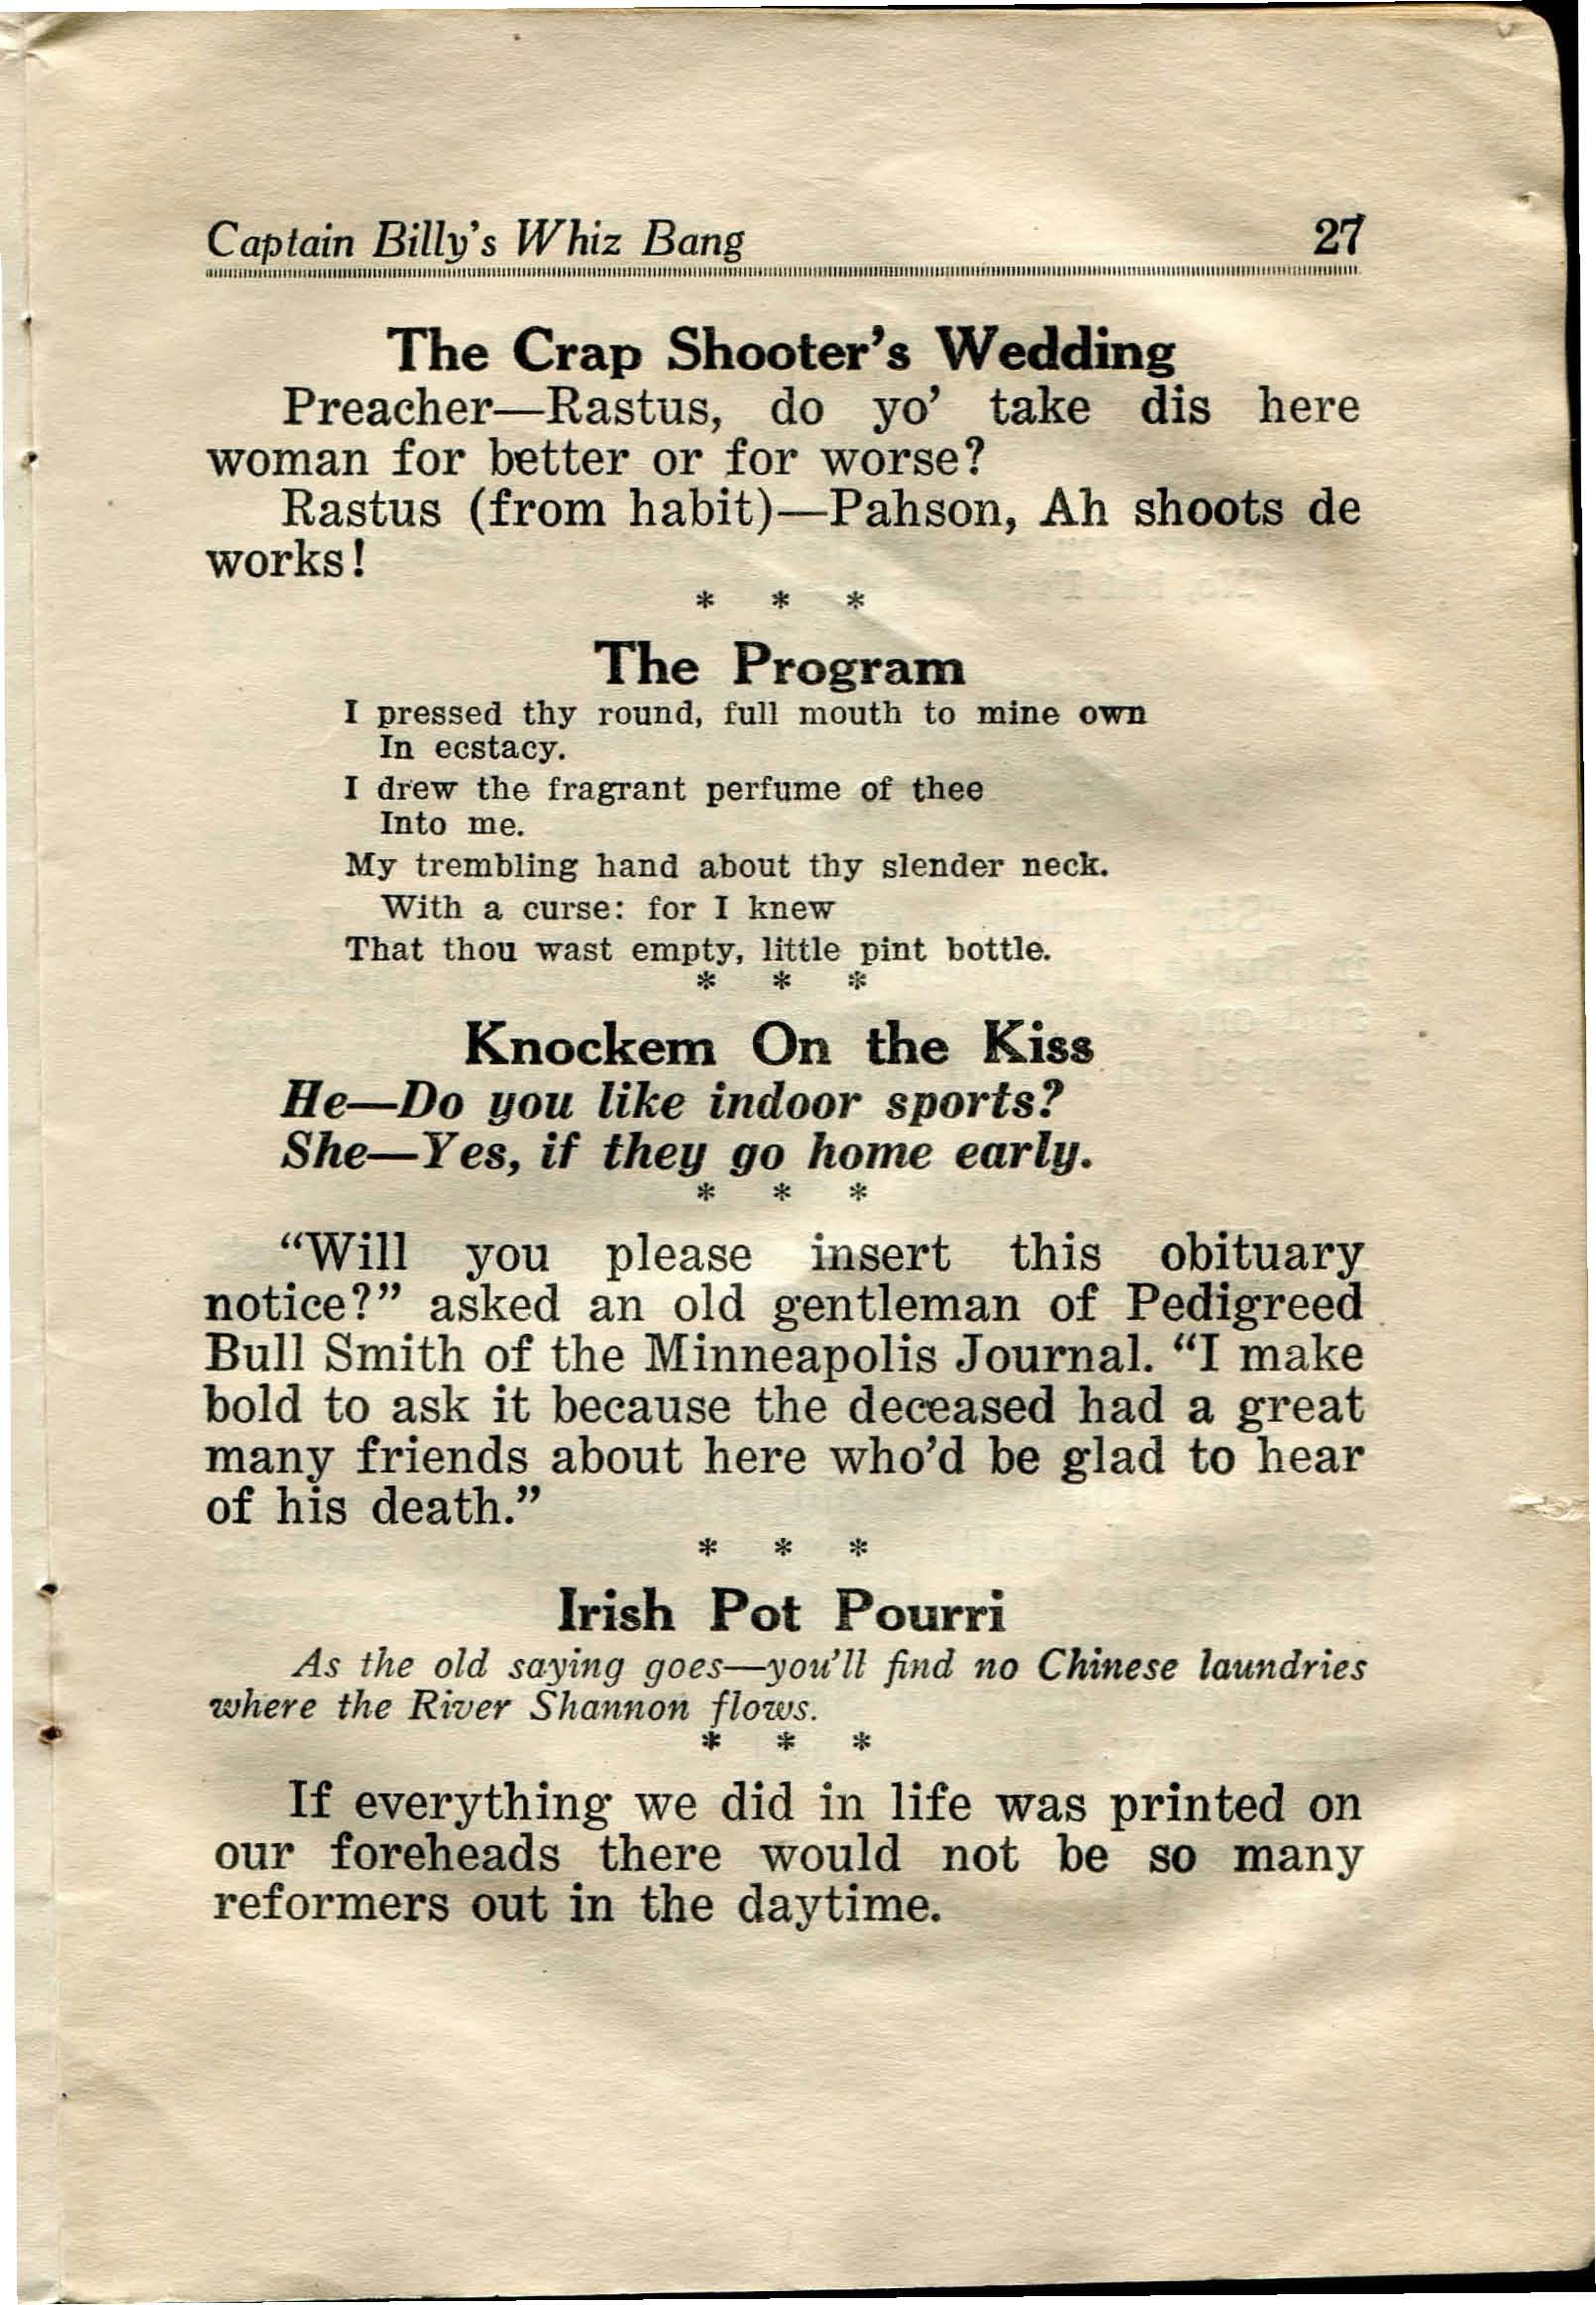 Captain Billy's Whiz Bang 27
The Crap Shooter's Wedding
Preacher—Rastus, do yo' take dis here
woman for better or for worse?
Rastus (from habit)—Pahson, Ah shoots de
works!
* * *
The Program
I pressed thy round, full mouth to mine own
In ecstacy.
I drew the fragrant perfume of thee
Into me.
My trembling hand about thy slender neck.
With a curse: for I knew
That thou wast empty, little pint bottle.
* * *
Knockem On the Kiss
He—Do you like indoor sports?
She—Yes, if they go home early.
* * *
“Will you please insert this obituary
notice?” asked an old gentleman of Pedigreed
Bull Smith of the Minneapolis Journal. “I make
bold to ask it because the deceased had a great
many friends about here who'd be glad to hear
of his death.”
* * *
Irish Pot Pourri
As the old saying goes—you'll find no Chinese laundries
where the River Shannon flows.
* * *
If everything we did in life was printed on
our foreheads there would not be so many
reformers out in the daytime.